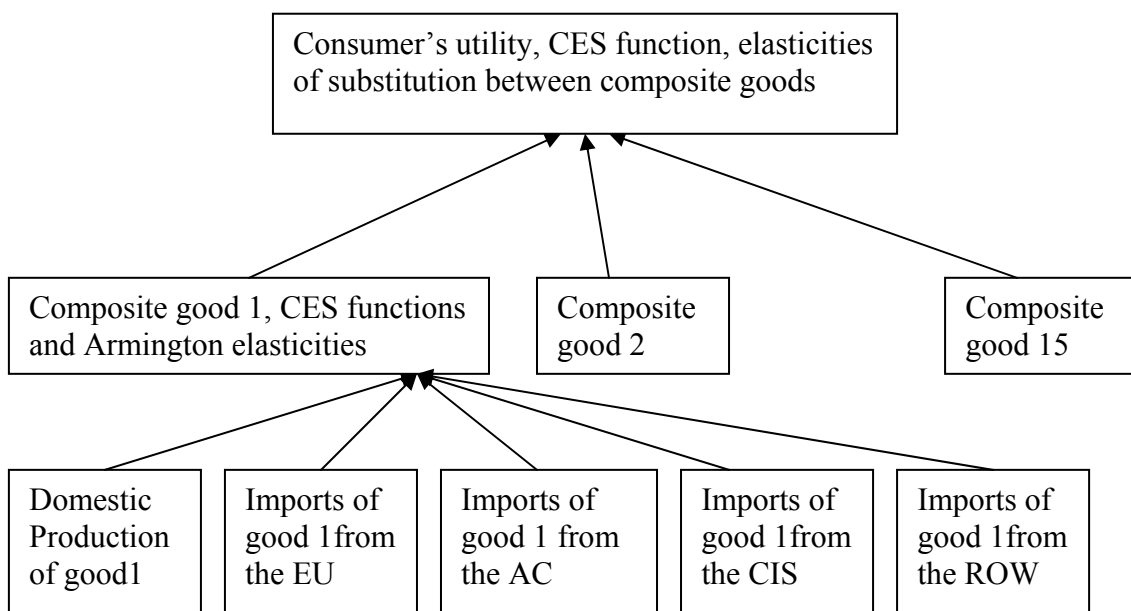 Consumer’s utility, CES function, elasticities
of substitution between composite goods
Composite good 1, CES functions
and Armington elasticities
Composite
good 2
Composite
good 15
Domestic
Production
of good1
Imports of
good 1from
the EU
Imports of
good 1 from
the AC
Imports of
good 1from
the CIS
Imports of
good 1from
the ROW